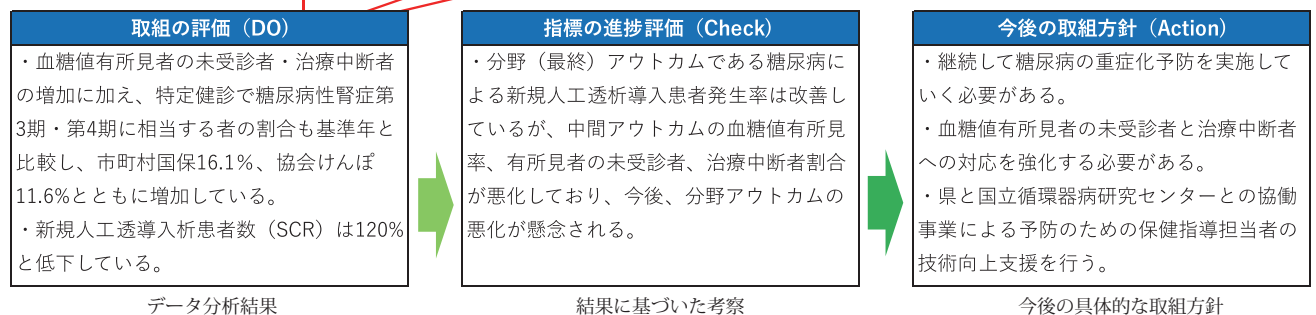 取組の評価（DO）
・血糖値有所見者の未受診者・治療中断者
の増加に加え、特定健診で糖尿病性腎症第
3期・第4期に相当する者の割合も基準年と
比較し、市町村国保16.1%、協会けんぽ
11.6%とともに増加している。
・新規人工透導入析患者数（SCR）は120%
と低下している。
データ分析結果
指標の進捗評価（Check）
・分野（最終）アウトカムである糖尿病に
よる新規人工透析導入患者発生率は改善し
ているが、中間アウトカムの血糖値有所見
率、有所見者の未受診者、治療中断者割合
が悪化しており、今後、分野アウトカムの
悪化が懸念される。
結果に基づいた考察
今後の取組方針（Action）
・継続して糖尿病の重症化予防を実施して
いく必要がある。
・血糖値有所見者の未受診者と治療中断者
への対応を強化する必要がある。
・県と国立循環器病研究センターとの協働
事業による予防のための保健指導担当者の
技術向上支援を行う。
今後の具体的な取組方針